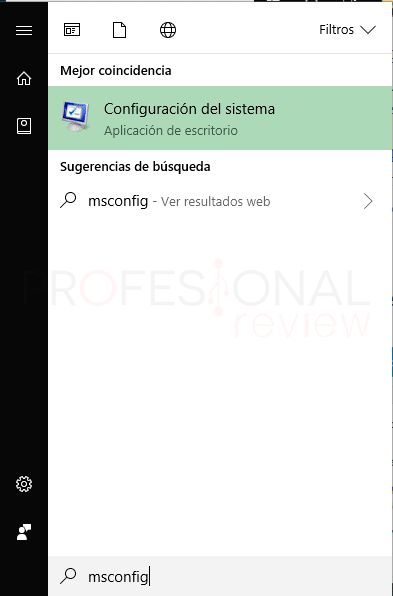 Filtros
Mejor coincidencia
Configuración del sistema
Aplicación de escritorio
Sugerencias de búsqueda
msconfig - Ver resultados web
PROFESIONAL
review
msconfig